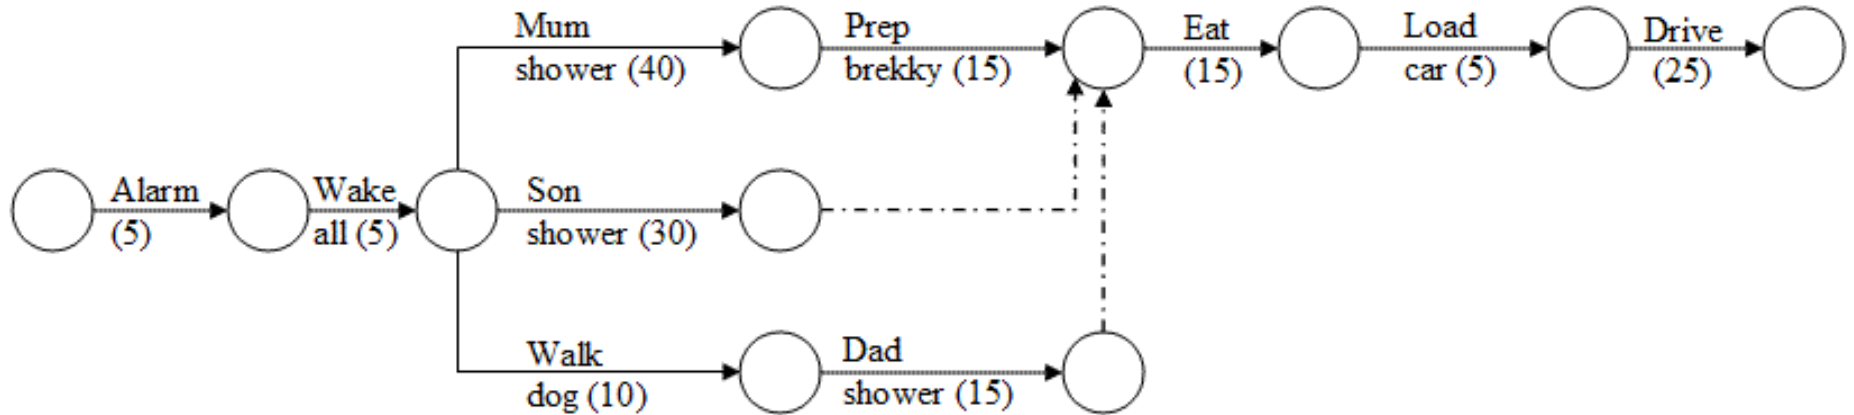 Mum
shower (40)
Prep
brekky (15)
Eat
(15)
Load
car (5)
Drive
(25)
Alarm
(5)
Wake
all (5)
Son
shower (30)
Walk
dog (10)
Dad
shower (15)